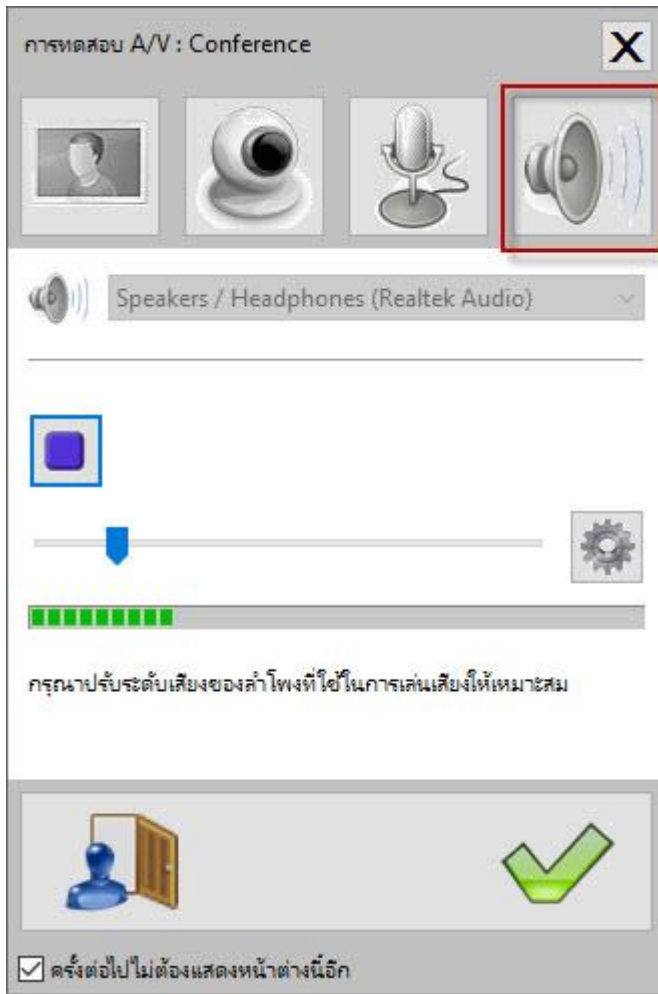 การทดสอบ A/V : Conference
X
Speakers / Headphones (Realtek Audio)
กรุณาปรับระดับเสียงของลำโพงที่ใช้ในการเล่นเสียงให้เหมาะสม
ครั้งต่อไปไม่ต้องแสดงหน้าต่างนี้อีก